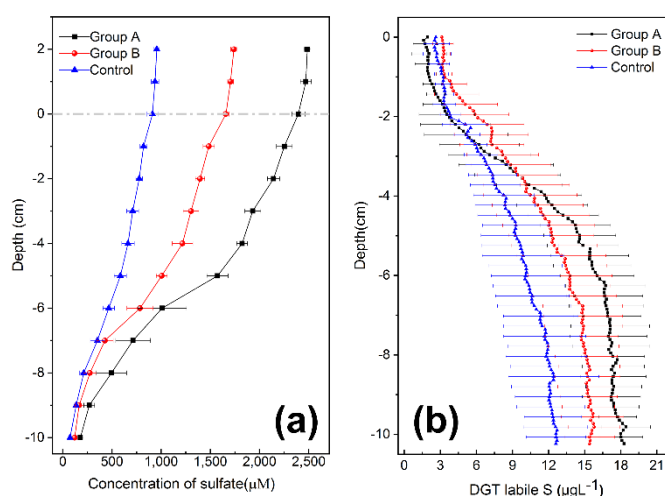 Group A
Group B
Control
2
0
-2
-4
-6
-8
-10
Depth (cm)
0
500
1,000
1,500
2,000
2,500
Concentration of sulfate(µM)
(a)
Group A
Group B
Control
0
-2
-4
-6
-8
-10
Depth(cm)
0
3
6
9
12
15
18
21
DGT labile S (µgL⁻¹)
(b)